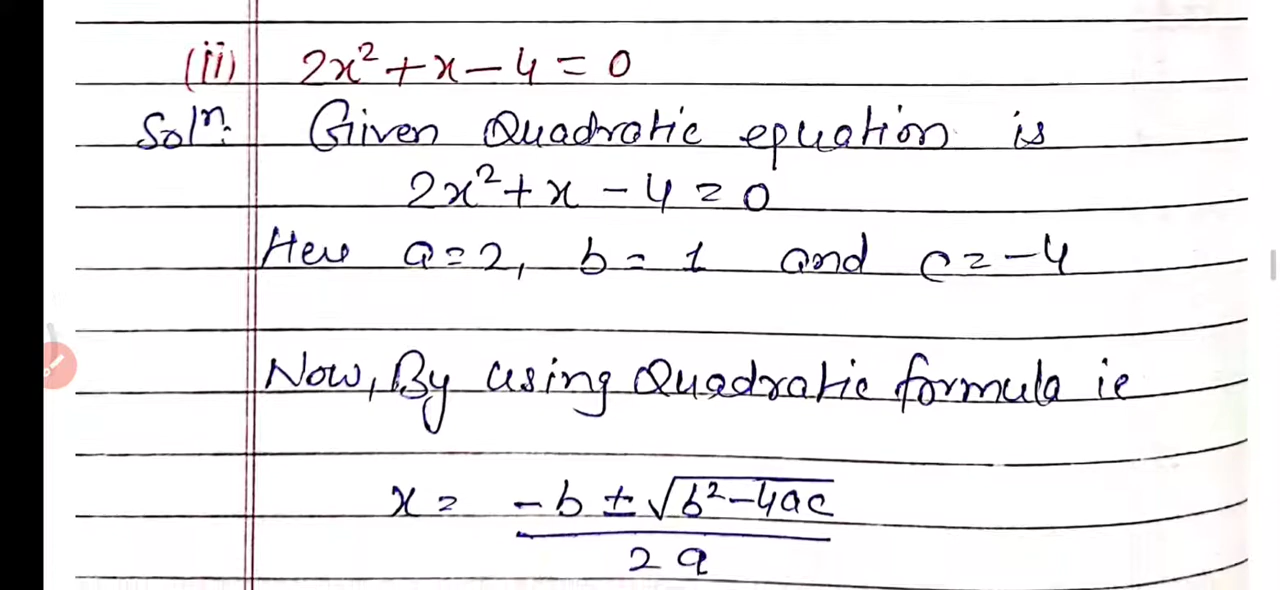 (ii) 2x² + x - 4 = 0
Solⁿ: Given Quadratic equation is
2x² + x - 4 = 0
Here a = 2, b = 1 and c = -4
Now, By using Quadratic formula ie
x = -b ± √b² - 4ac
2a